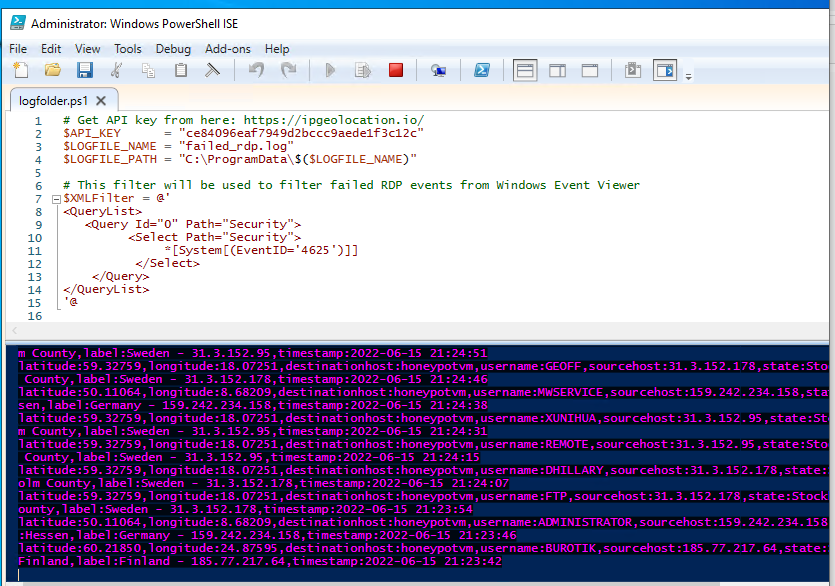 Administrator: Windows PowerShell ISE
File Edit View Tools Debug Add-ons Help
logfolder.ps1
1 # Get API key from here: https://ipgeolocation.io/
2 $API_KEY = "ce84096eaf7949d2bccc9aede1f3c12c"
3 $LOGFILE_NAME = "failed_rdp.log"
4 $LOGFILE_PATH = "C:\ProgramData\$($LOGFILE_NAME)"
5
6 # This filter will be used to filter failed RDP events from Windows Event Viewer
7 $XMLFilter = @'
8 <QueryList>
9 <Query Id="0" Path="Security">
10 <Select Path="Security">
11 *[System[(EventID='4625')]]
12 </Select>
13 </Query>
14 </QueryList>
15 '@
16
m County,label:Sweden - 31.3.152.95,timestamp:2022-06-15 21:24:51
latitude:59.32759,longitude:18.07251,destinationhost:honeypotvm,username:GEOFF,sourcehost:31.3.152.178,state:Sto
County,label:Sweden - 31.3.152.178,timestamp:2022-06-15 21:24:46
latitude:50.11064,longitude:8.68209,destinationhost:honeypotvm,username:MWSERVICE,sourcehost:159.242.234.158,sta
sen,label:Germany - 159.242.234.158,timestamp:2022-06-15 21:24:38
latitude:59.32759,longitude:18.07251,destinationhost:honeypotvm,username:XUNIHUA,sourcehost:31.3.152.95,state:St
m County,label:Sweden - 31.3.152.95,timestamp:2022-06-15 21:24:31
latitude:59.32759,longitude:18.07251,destinationhost:honeypotvm,username:REMOTE,sourcehost:31.3.152.95,state:Sto
County,label:Sweden - 31.3.152.95,timestamp:2022-06-15 21:24:15
latitude:59.32759,longitude:18.07251,destinationhost:honeypotvm,username:DHILLARY,sourcehost:31.3.152.178,state:
olm County,label:Sweden - 31.3.152.178,timestamp:2022-06-15 21:24:07
latitude:59.32759,longitude:18.07251,destinationhost:honeypotvm,username:FTP,sourcehost:31.3.152.178,state:Stock
ounty,label:Sweden - 31.3.152.178,timestamp:2022-06-15 21:23:54
latitude:50.11064,longitude:8.68209,destinationhost:honeypotvm,username:ADMINISTRATOR,sourcehost:159.242.234.158
:Hessen,label:Germany - 159.242.234.158,timestamp:2022-06-15 21:23:46
latitude:60.21850,longitude:24.87595,destinationhost:honeypotvm,username:BUROTIK,sourcehost:185.77.217.64,state:
Finland,label:Finland - 185.77.217.64,timestamp:2022-06-15 21:23:42